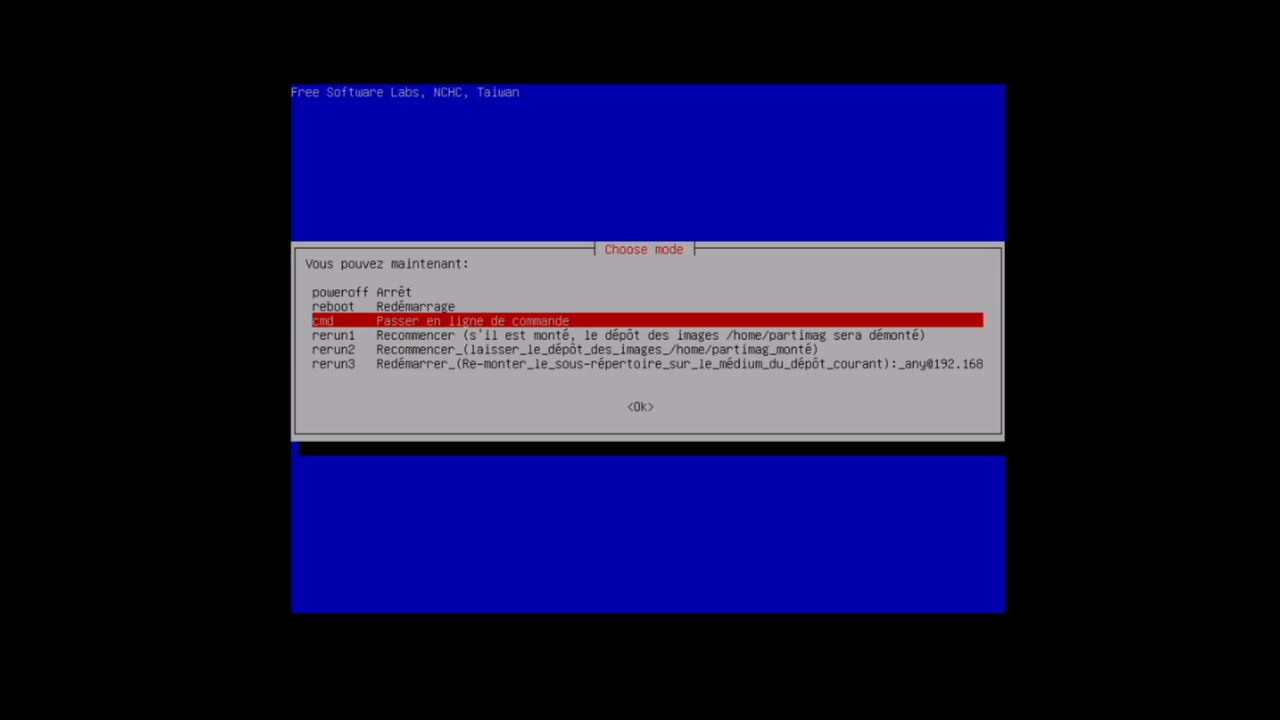 Free Software Labs, NCHC, Taiwan
Choose mode
Vous pouvez maintenant:
poweroff Arrêt
reboot Redémarrage
cmd Passer en ligne de commande
rerun1 Recommencer (s'il est monté, le dépôt des images /home/partimag sera démonté)
rerun2 Recommencer_(laisser_le_dépôt_des_images_/home/partimag_monté)
rerun3 Redémarrer_(Re-monter_le_sous-répertoire_sur_le_médium_du_dépôt_courant):_any@192.168
<Ok>